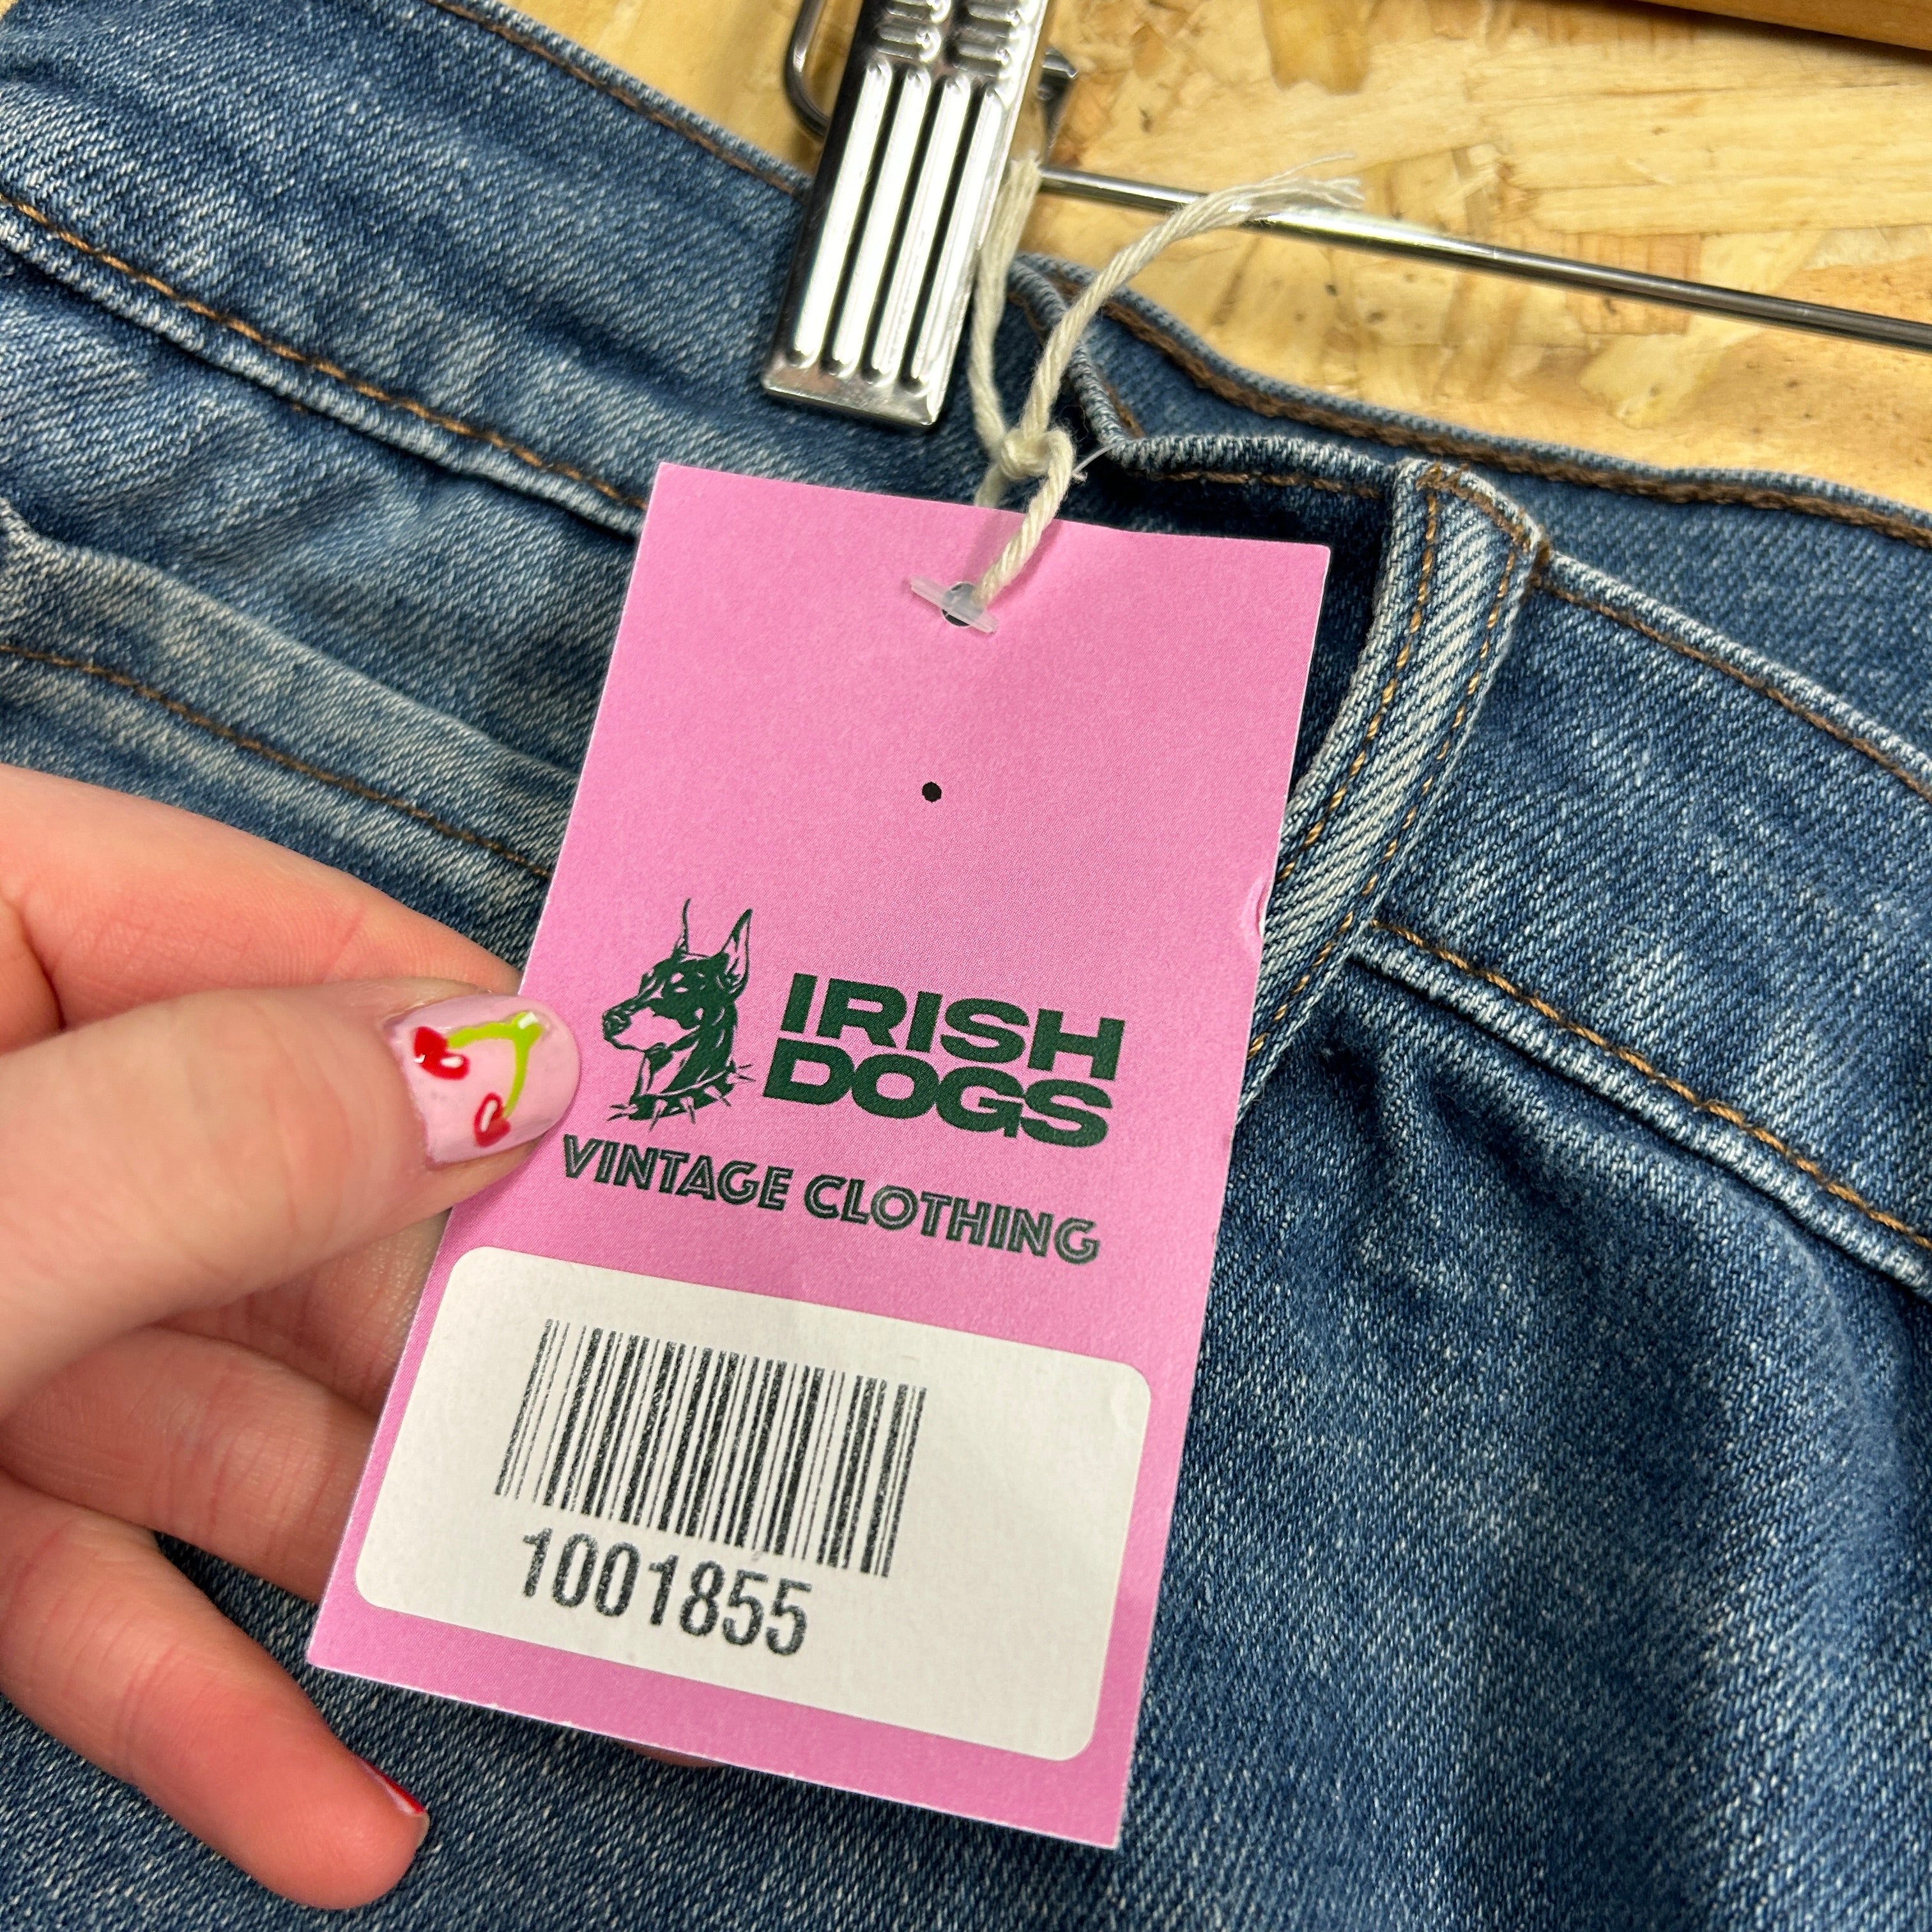 IRISH
DOGS
VINTAGE CLOTHING
1001855